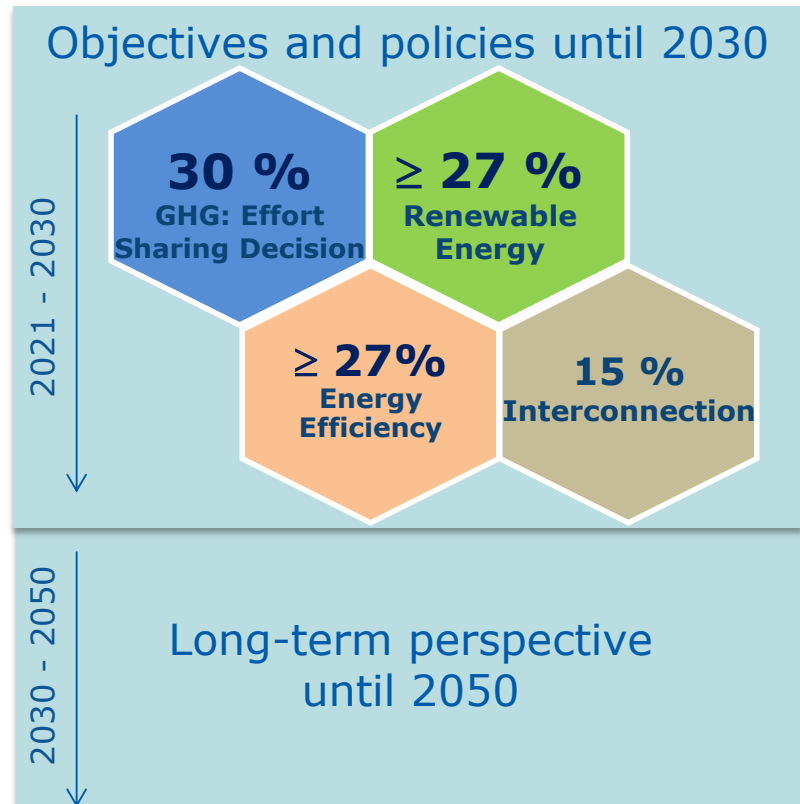 Objectives and policies until 2030
2021 - 2030
30 %
GHG: Effort
Sharing Decision
≥ 27 %
Renewable
Energy
≥ 27%
Energy
Efficiency
15 %
Interconnection
2030 - 2050
Long-term perspective
until 2050